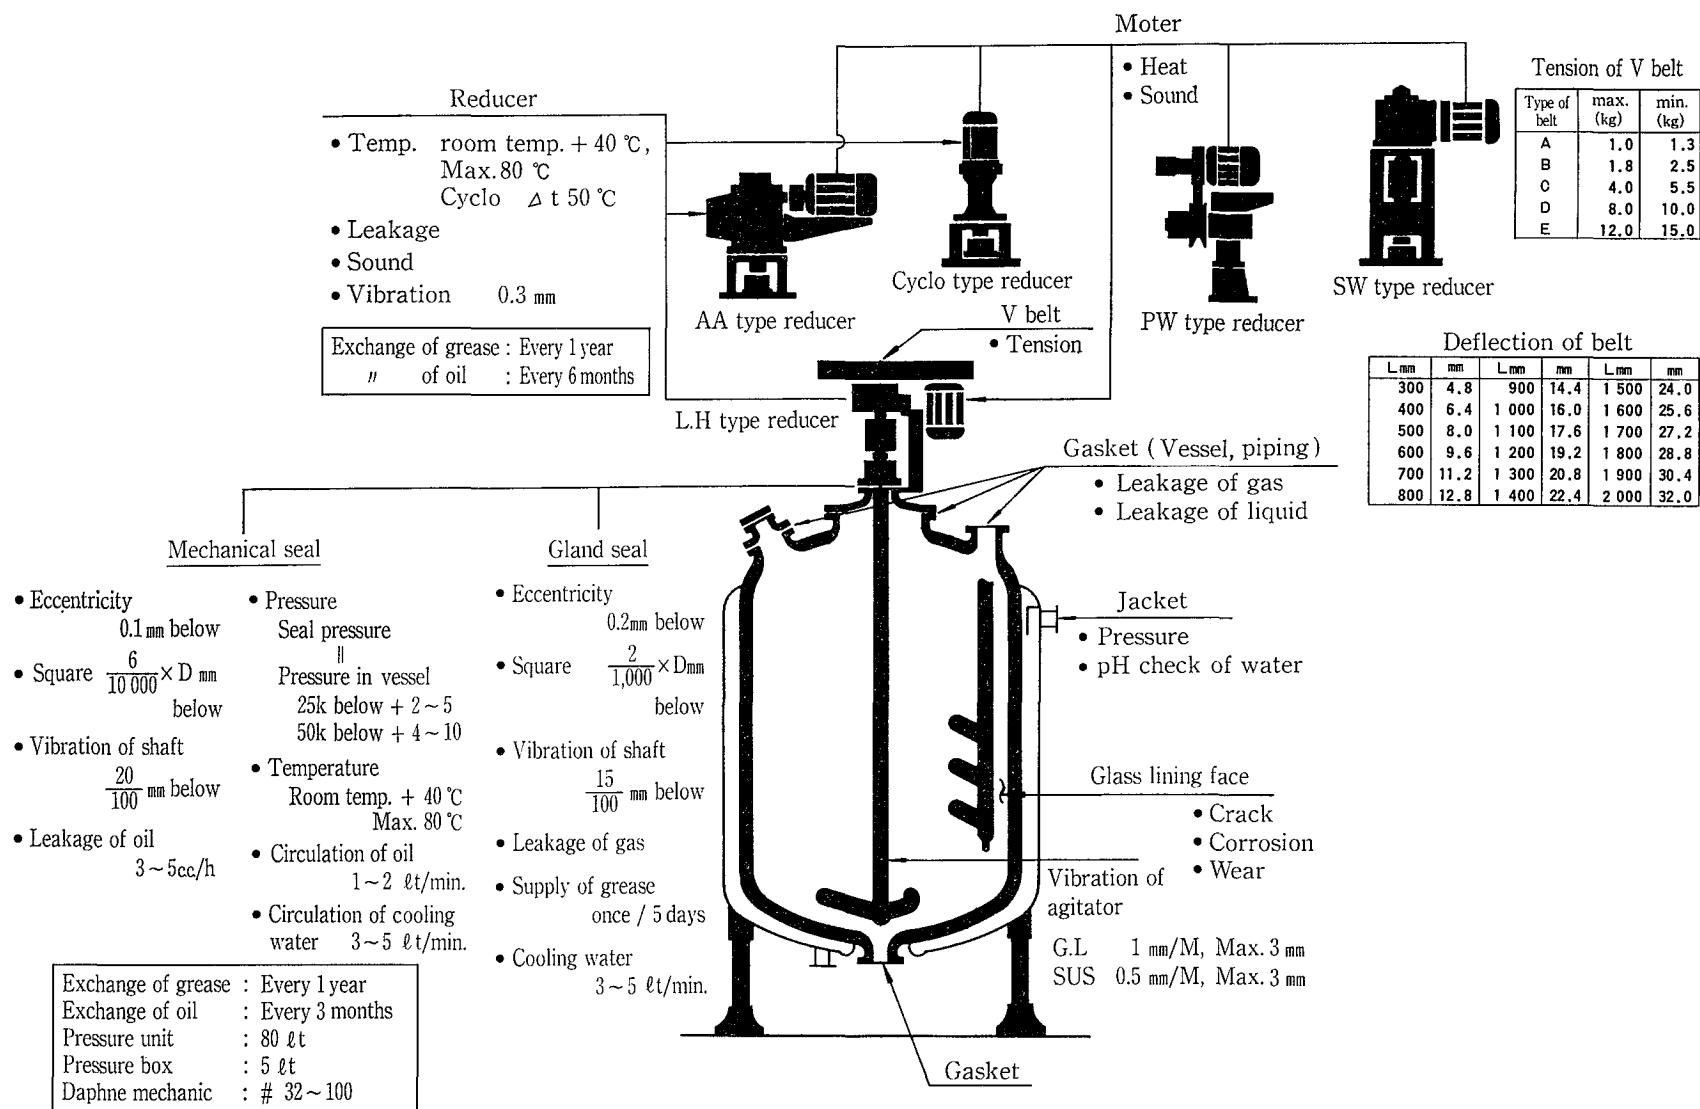 Moter
• Heat
• Sound
Reducer
• Temp. room temp. + 40 ℃,
Max. 80 ℃
Cyclo Δ t 50 ℃
• Leakage
• Sound
• Vibration 0.3 mm
Exchange of grease : Every 1 year
〃 of oil : Every 6 months
AA type reducer
Cyclo type reducer
PW type reducer
SW type reducer
Tension of V belt
Type of belt max. (kg) min. (kg)
A 1.0 1.3
B 1.8 2.5
C 4.0 5.5
D 8.0 10.0
E 12.0 15.0
V belt
• Tension
L.H type reducer
Deflection of belt
Lmm mm Lmm mm Lmm mm
300 4.8 900 14.4 1 500 24.0
400 6.4 1 000 16.0 1 600 25.6
500 8.0 1 100 17.6 1 700 27.2
600 9.6 1 200 19.2 1 800 28.8
700 11.2 1 300 20.8 1 900 30.4
800 12.8 1 400 22.4 2 000 32.0
Gasket ( Vessel, piping )
• Leakage of gas
• Leakage of liquid
Mechanical seal
• Eccentricity
0.1 mm below
• Square 6/10 000 × D mm
below
• Vibration of shaft
20/100 mm below
• Leakage of oil
3~5cc/h
• Pressure
Seal pressure
||
Pressure in vessel
25k below + 2~5
50k below + 4~10
• Temperature
Room temp. + 40 ℃
Max. 80 ℃
• Circulation of oil
1~2 ℓt/min.
• Circulation of cooling
water 3~5 ℓt/min.
Exchange of grease : Every 1 year
Exchange of oil : Every 3 months
Pressure unit : 80 ℓt
Pressure box : 5 ℓt
Daphne mechanic : # 32~100
Gland seal
• Eccentricity
0.2mm below
• Square 2/1,000 × Dmm
below
• Vibration of shaft
15/100 mm below
• Leakage of gas
• Supply of grease
once / 5 days
• Cooling water
3~5 ℓt/min.
Jacket
• Pressure
• pH check of water
Glass lining face
• Crack
• Corrosion
• Wear
Vibration of
agitator
G.L 1 mm/M, Max. 3 mm
SUS 0.5 mm/M, Max. 3 mm
Gasket